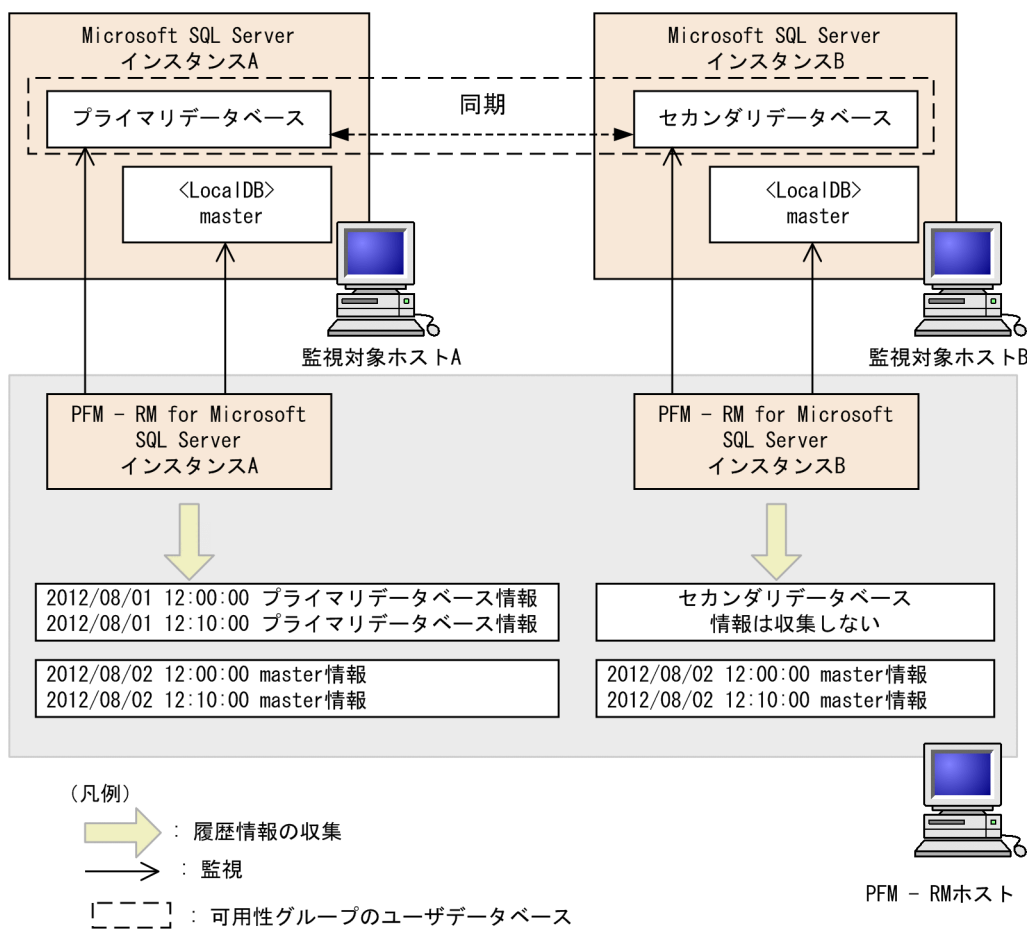 Microsoft SQL Server
インスタンスA
Microsoft SQL Server
インスタンスB
同期
プライマリデータベース
セカンダリデータベース
<LocalDB>
master
<LocalDB>
master
監視対象ホストA
監視対象ホストB
PFM - RM for Microsoft
SQL Server
インスタンスA
PFM - RM for Microsoft
SQL Server
インスタンスB
2012/08/01 12:00:00 プライマリデータベース情報
2012/08/01 12:10:00 プライマリデータベース情報
セカンダリデータベース
情報は収集しない
2012/08/02 12:00:00 master情報
2012/08/02 12:10:00 master情報
2012/08/02 12:00:00 master情報
2012/08/02 12:10:00 master情報
(凡例)
: 履歴情報の収集
: 監視
: 可用性グループのユーザデータベース
PFM - RMホスト